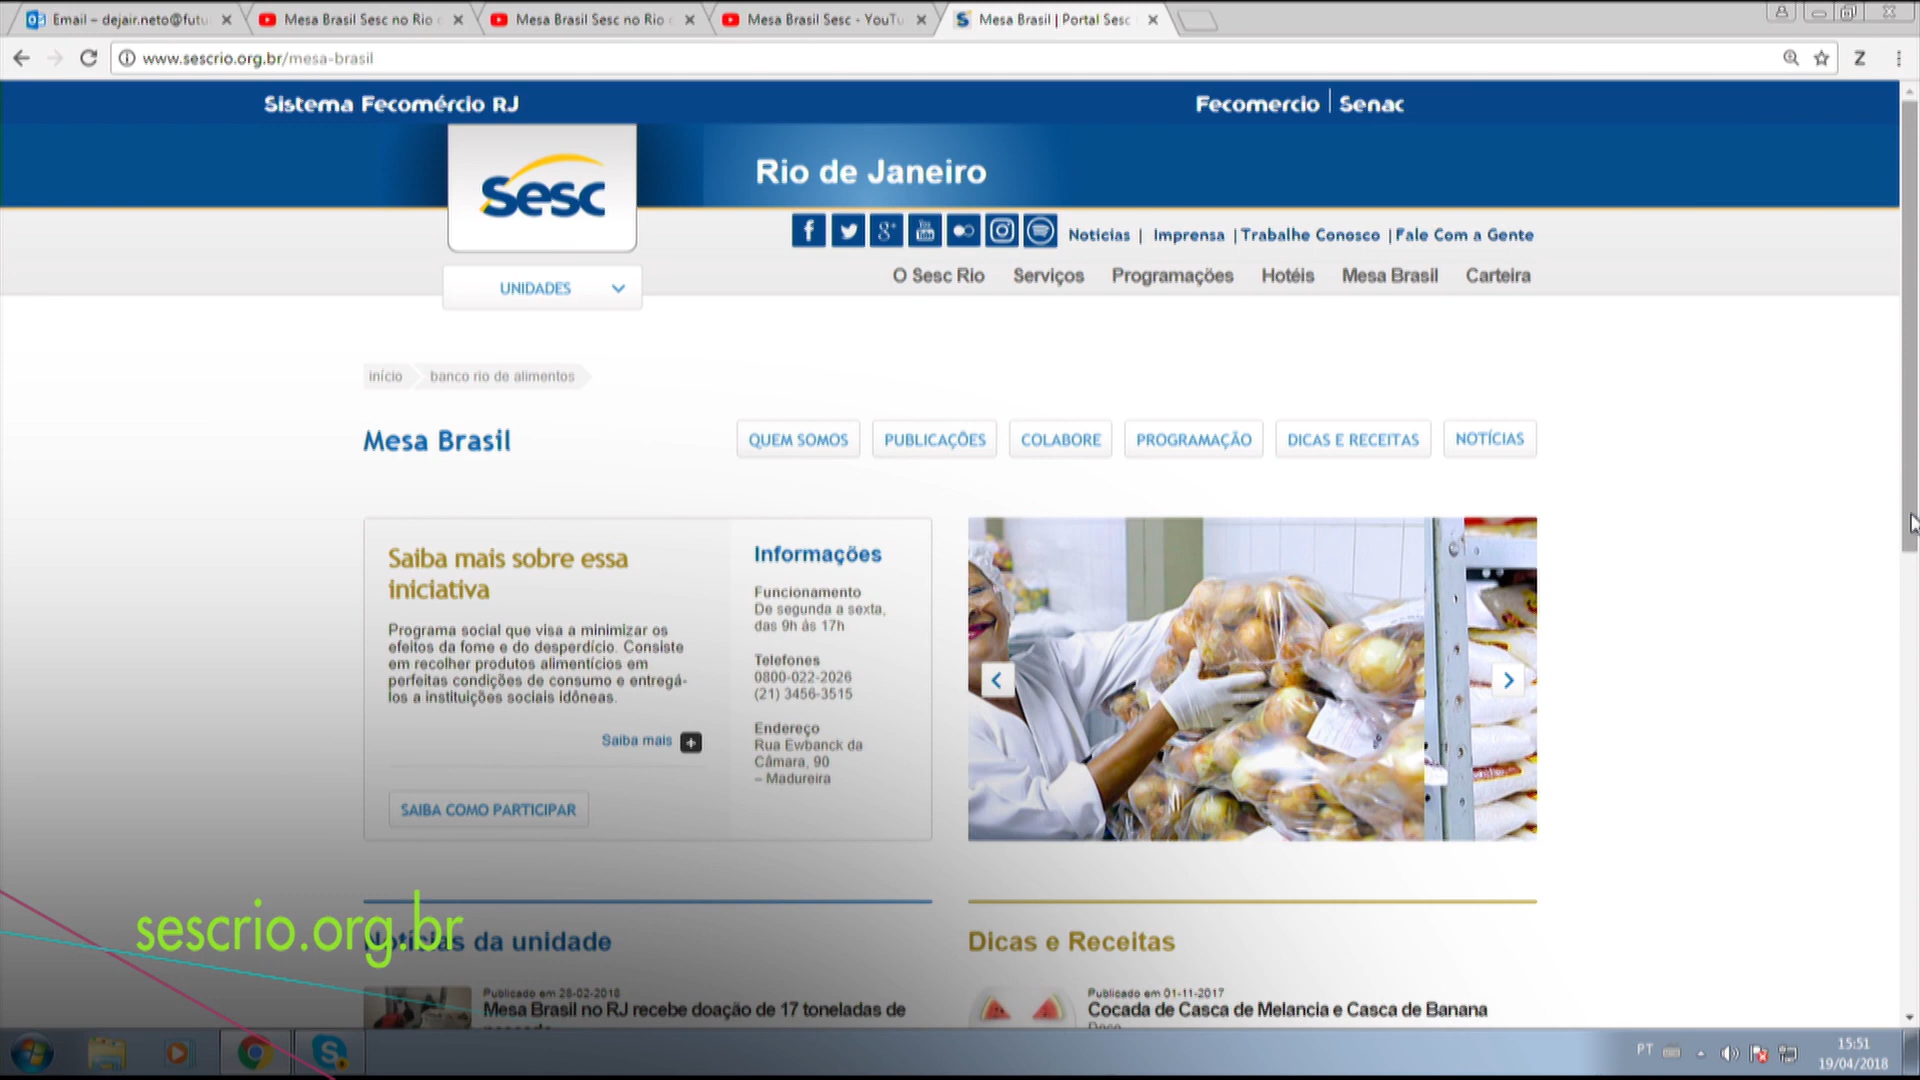 Email – dejair.neto@futu
Mesa Brasil Sesc no Rio
Mesa Brasil Sesc no Rio
Mesa Brasil Sesc - YouTu
Mesa Brasil | Portal Sesc
www.sescrio.org.br/mesa-brasil
Z
Sistema Fecomércio RJ
Fecomercio | Senac
Sesc
Rio de Janeiro
Notícias | Imprensa | Trabalhe Conosco | Fale Com a Gente
O Sesc Rio Serviços Programações Hotéis Mesa Brasil Carteira
UNIDADES
início banco rio de alimentos
Mesa Brasil
QUEM SOMOS PUBLICAÇÕES COLABORE PROGRAMAÇÃO DICAS E RECEITAS NOTÍCIAS
Saiba mais sobre essa
iniciativa
Programa social que visa a minimizar os
efeitos da fome e do desperdício. Consiste
em recolher produtos alimentícios em
perfeitas condições de consumo e entregá-
los a instituições sociais idôneas.
Saiba mais
SAIBA COMO PARTICIPAR
Informações
Funcionamento
De segunda a sexta,
das 9h às 17h
Telefones
0800-022-2026
(21) 3456-3515
Endereço
Rua Ewbanck da
Câmara, 90
– Madureira
sescrio.org.br
Notícias da unidade
Publicado em 28-02-2018
Mesa Brasil no RJ recebe doação de 17 toneladas de
Dicas e Receitas
Publicado em 01-11-2017
Cocada de Casca de Melancia e Casca de Banana
Doce
PT
15:51
19/04/2018